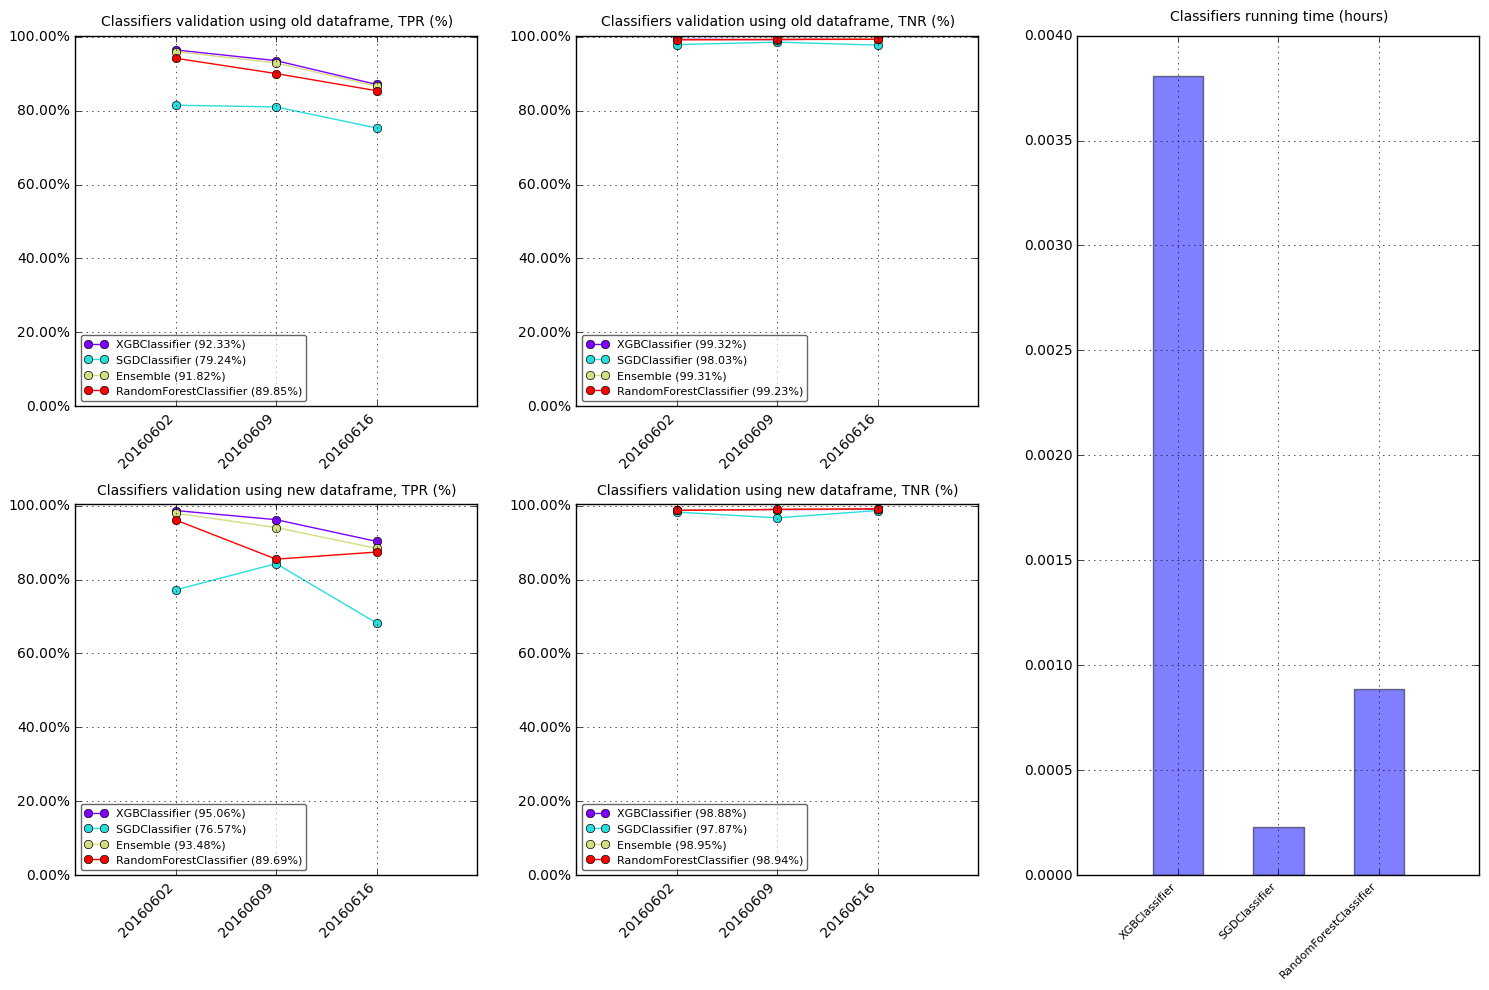 Classifiers validation using old dataframe, TPR (%)
100.00%
80.00%
60.00%
40.00%
20.00%
0.00%
XGBClassifier (92.33%)
SGDClassifier (79.24%)
Ensemble (91.82%)
RandomForestClassifier (89.85%)
20160602
20160609
20160616
Classifiers validation using old dataframe, TNR (%)
100.00%
80.00%
60.00%
40.00%
20.00%
0.00%
XGBClassifier (99.32%)
SGDClassifier (98.03%)
Ensemble (99.31%)
RandomForestClassifier (99.23%)
20160602
20160609
20160616
Classifiers validation using new dataframe, TPR (%)
100.00%
80.00%
60.00%
40.00%
20.00%
0.00%
XGBClassifier (95.06%)
SGDClassifier (76.57%)
Ensemble (93.48%)
RandomForestClassifier (89.69%)
20160602
20160609
20160616
Classifiers validation using new dataframe, TNR (%)
100.00%
80.00%
60.00%
40.00%
20.00%
0.00%
XGBClassifier (98.88%)
SGDClassifier (97.87%)
Ensemble (98.95%)
RandomForestClassifier (98.94%)
20160602
20160609
20160616
Classifiers running time (hours)
0.0040
0.0035
0.0030
0.0025
0.0020
0.0015
0.0010
0.0005
0.0000
XGBClassifier
SGDClassifier
RandomForestClassifier